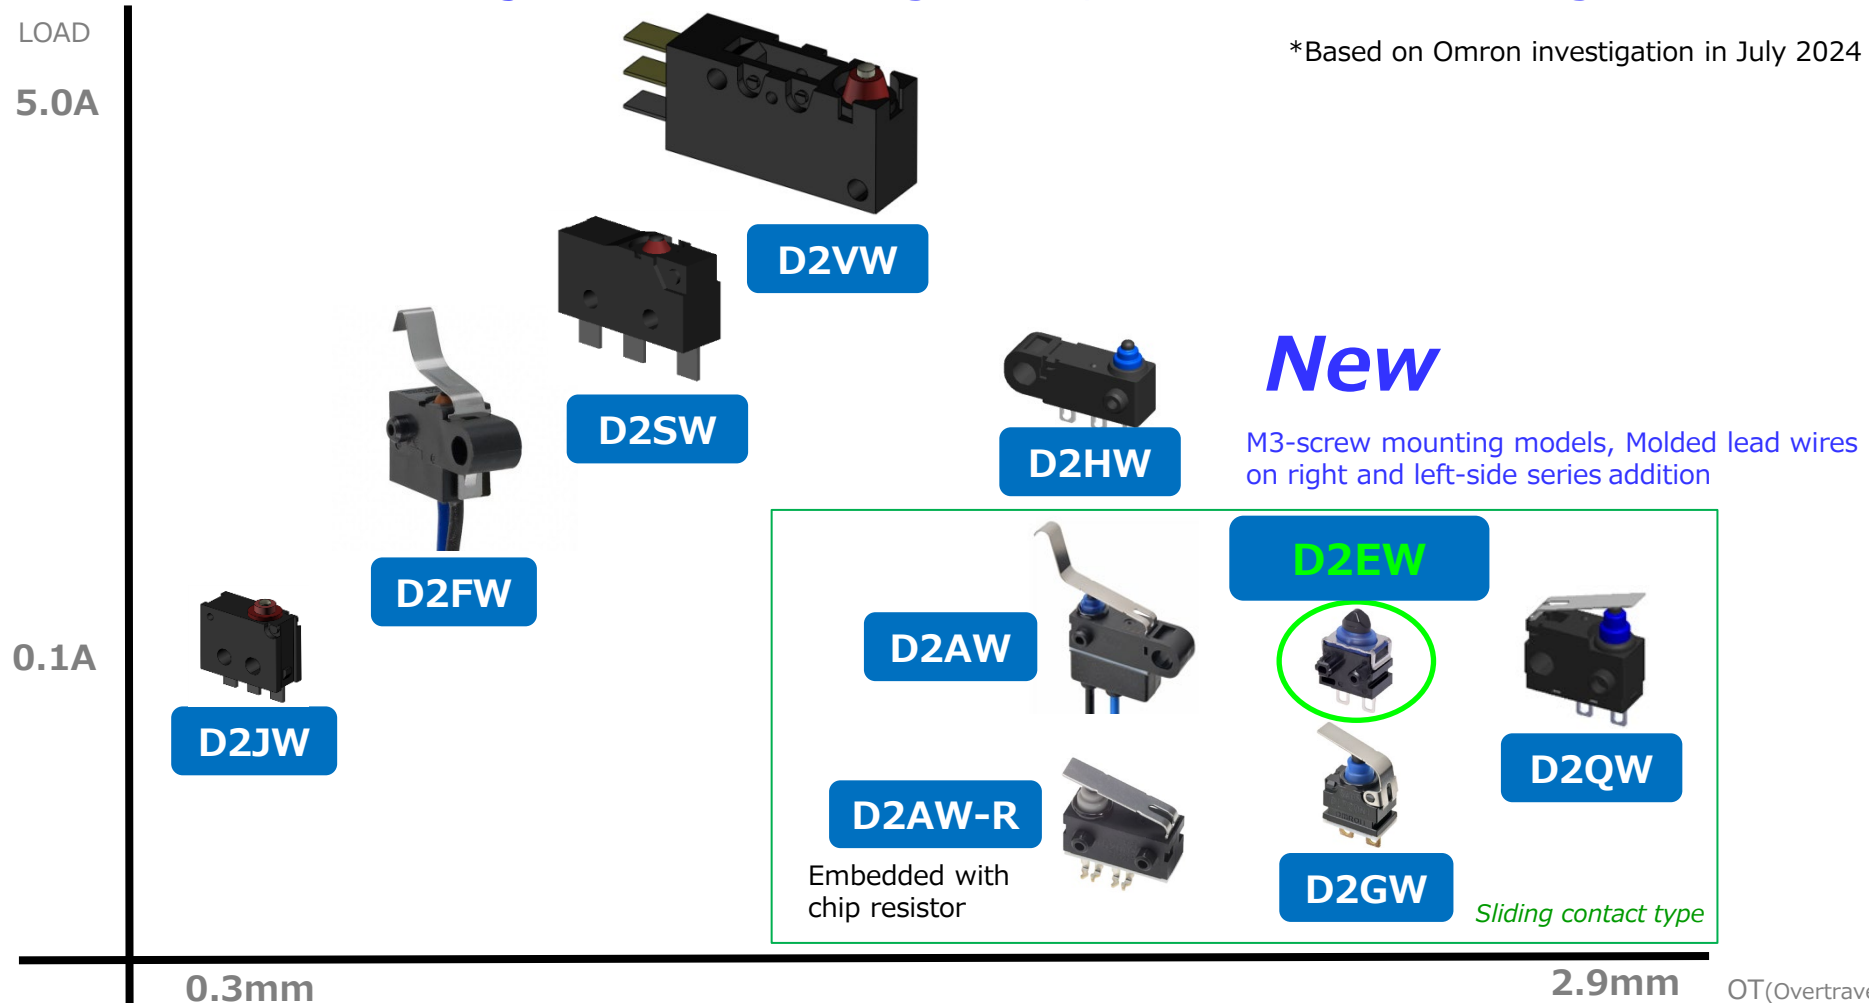 LOAD
*Based on Omron investigation in July 2024
5.0A
D2VW
New
D2SW
D2HW
M3-screw mounting models, Molded lead wires
on right and left-side series addition
D2EW
D2FW
D2AW
0.1A
D2JW
D2QW
D2AW-R
Embedded with
chip resistor
D2GW
Sliding contact type
0.3mm
2.9mm